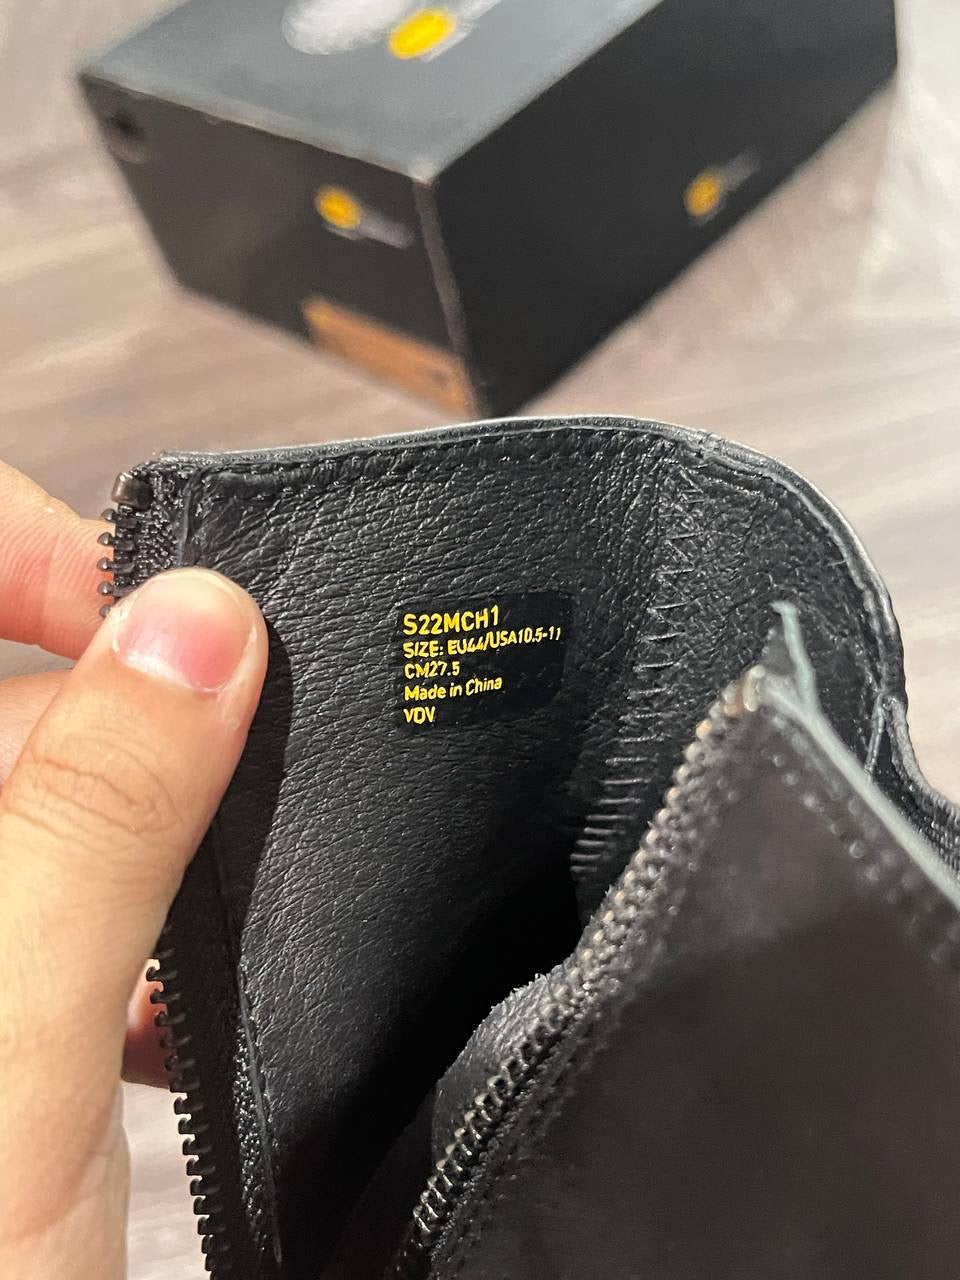 S22MCH1
SIZE: EU44/USA10.5-11
CM27.5
Made in China
VDV